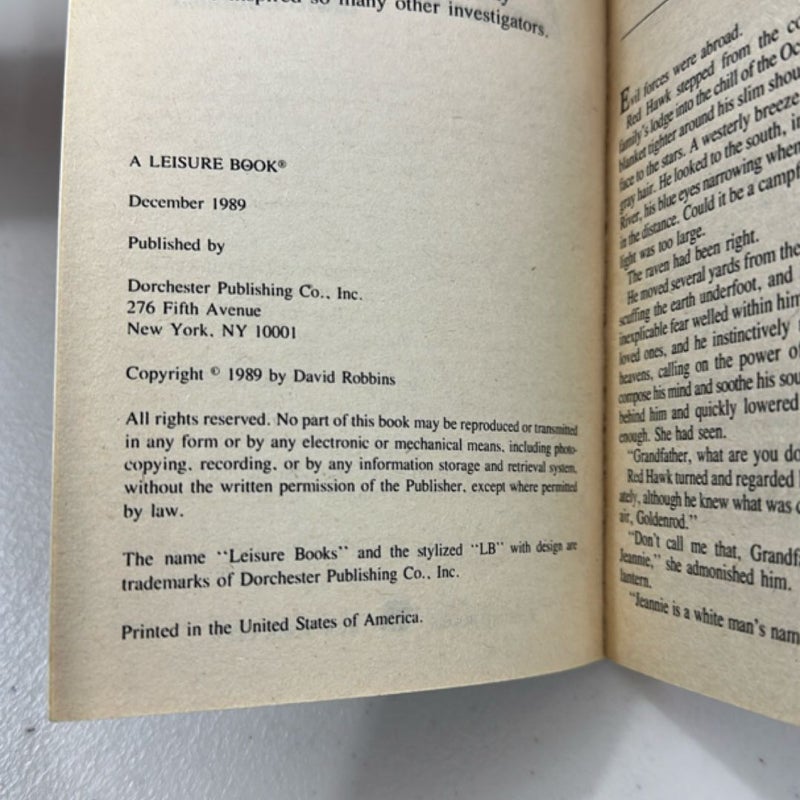 inspired so many other investigators.
A LEISURE BOOK®
December 1989
Published by
Dorchester Publishing Co., Inc.
276 Fifth Avenue
New York, NY 10001
Copyright © 1989 by David Robbins
All rights reserved. No part of this book may be reproduced or transmitted
in any form or by any electronic or mechanical means, including photo-
copying, recording, or by any information storage and retrieval system,
without the written permission of the Publisher, except where permitted
by law.
The name "Leisure Books" and the stylized "LB" with design are
trademarks of Dorchester Publishing Co., Inc.
Printed in the United States of America.
Evil forces were abroad.
Red Hawk stepped from the
family's lodge into the chill of the
blanket tighter around his slim
face to the stars. A westerly breeze
gray hair. He looked to the south,
River, his blue eyes narrowing when
in the distance. Could it be a
light was too large.
The raven had been right.
He moved several yards from the
scuffing the earth underfoot, and
inexplicable fear welled within
loved ones, and he instinctively
heavens, calling on the power
compose his mind and soothe his
behind him and quickly lowered
enough. She had seen.
"Grandfather, what are you
Red Hawk turned and regarded
ately, although he knew what was
air, Goldenrod."
"Don't call me that,
Jeannie," she admonished him.
lantern.
"Jeannie is a white man's